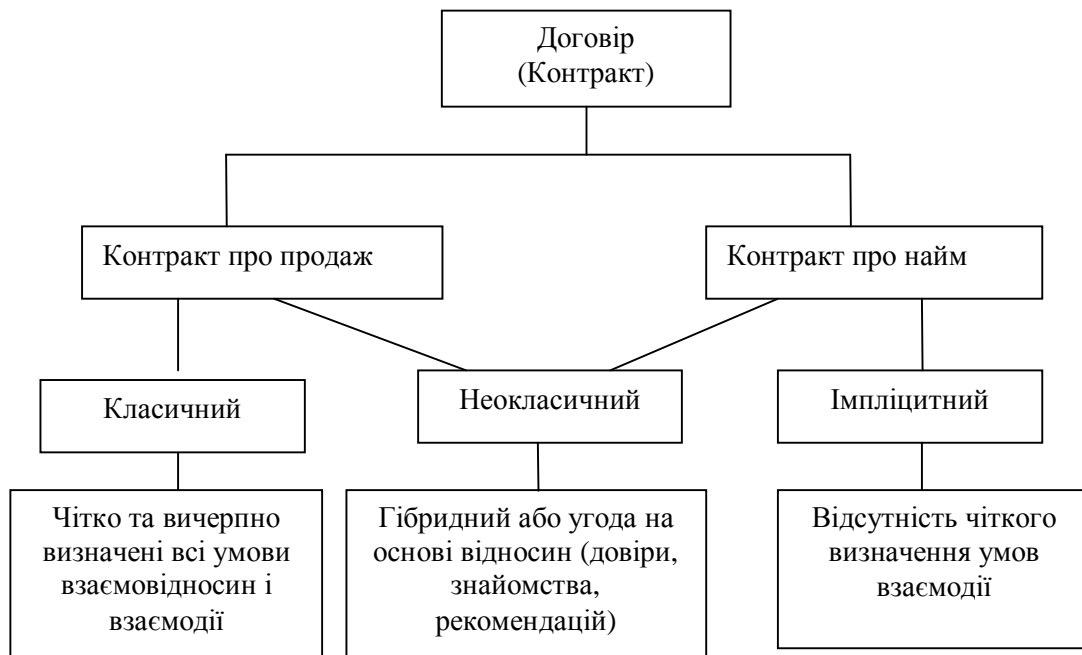 Договір
(Контракт)
Контракт про продаж
Контракт про найм
Класичний
Неокласичний
Імпліцитний
Чітко та вичерпно
визначені всі умови
взаємовідносин і
взаємодії
Гібридний або угода на
основі відносин (довіри,
знайомства,
рекомендацій)
Відсутність чіткого
визначення умов
взаємодії